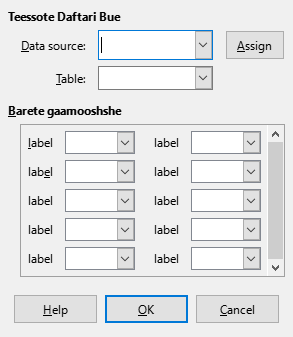 Teessote Daftari Bue
Data source: Assign
Table:
Barete gaamooshshe
label label
label label
label label
label label
label label
Help OK Cancel